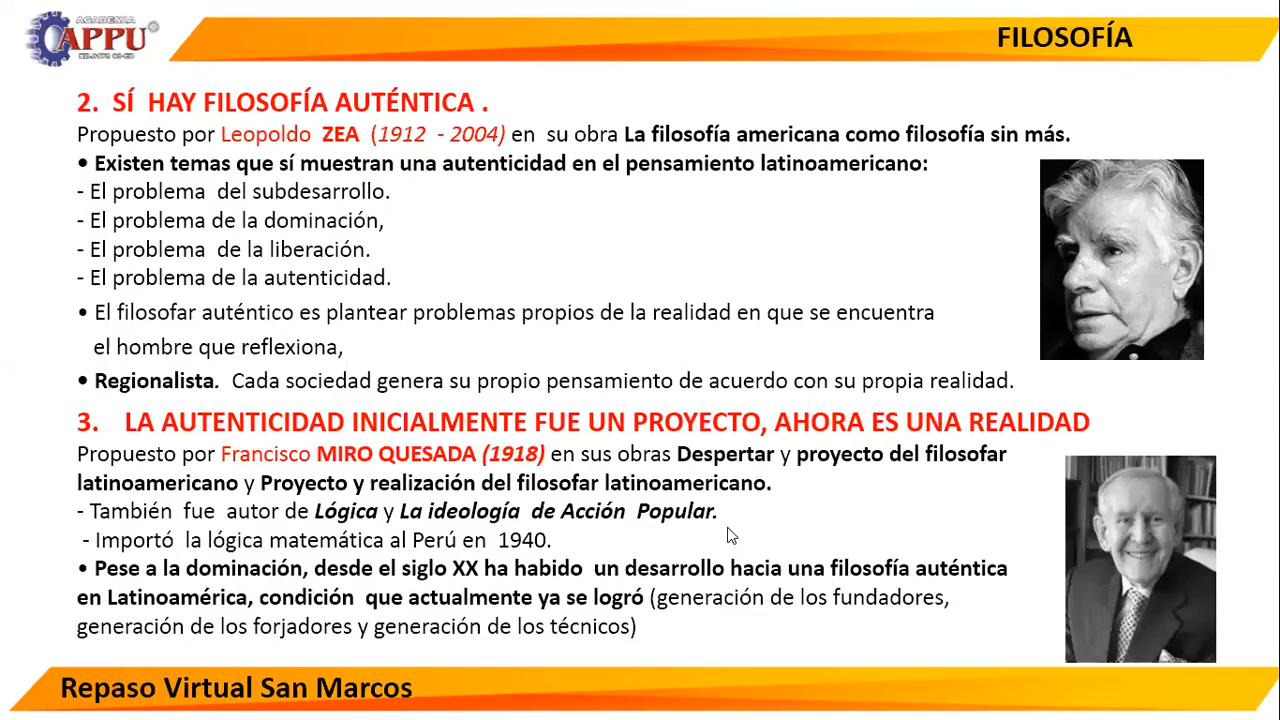 ACADEMIA
APPU
FILOSOFÍA
2. SÍ HAY FILOSOFÍA AUTÉNTICA .
Propuesto por Leopoldo ZEA (1912 - 2004) en su obra La filosofía americana como filosofía sin más.
• Existen temas que sí muestran una autenticidad en el pensamiento latinoamericano:
- El problema del subdesarrollo.
- El problema de la dominación,
- El problema de la liberación.
- El problema de la autenticidad.
• El filosofar auténtico es plantear problemas propios de la realidad en que se encuentra
el hombre que reflexiona,
• Regionalista. Cada sociedad genera su propio pensamiento de acuerdo con su propia realidad.
3. LA AUTENTICIDAD INICIALMENTE FUE UN PROYECTO, AHORA ES UNA REALIDAD
Propuesto por Francisco MIRO QUESADA (1918) en sus obras Despertar y proyecto del filosofar
latinoamericano y Proyecto y realización del filosofar latinoamericano.
- También fue autor de Lógica y La ideología de Acción Popular.
- Importó la lógica matemática al Perú en 1940.
• Pese a la dominación, desde el siglo XX ha habido un desarrollo hacia una filosofía auténtica
en Latinoamérica, condición que actualmente ya se logró (generación de los fundadores,
generación de los forjadores y generación de los técnicos)
Repaso Virtual San Marcos